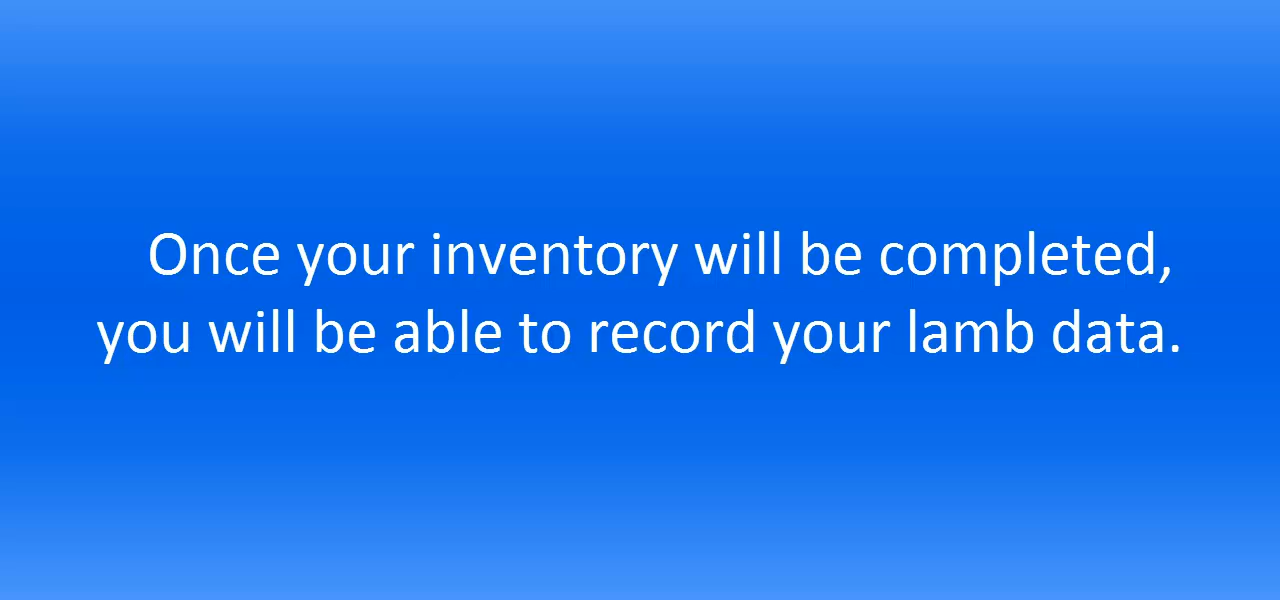 Once your inventory will be completed,
you will be able to record your lamb data.